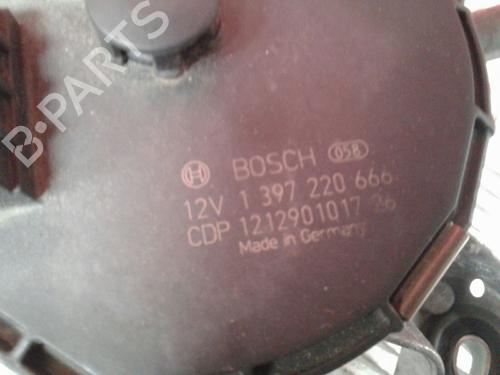 B-PARTS
BOSCH 058
12V 1 397 220 666
CDP 1212901017 26
Made in Germany